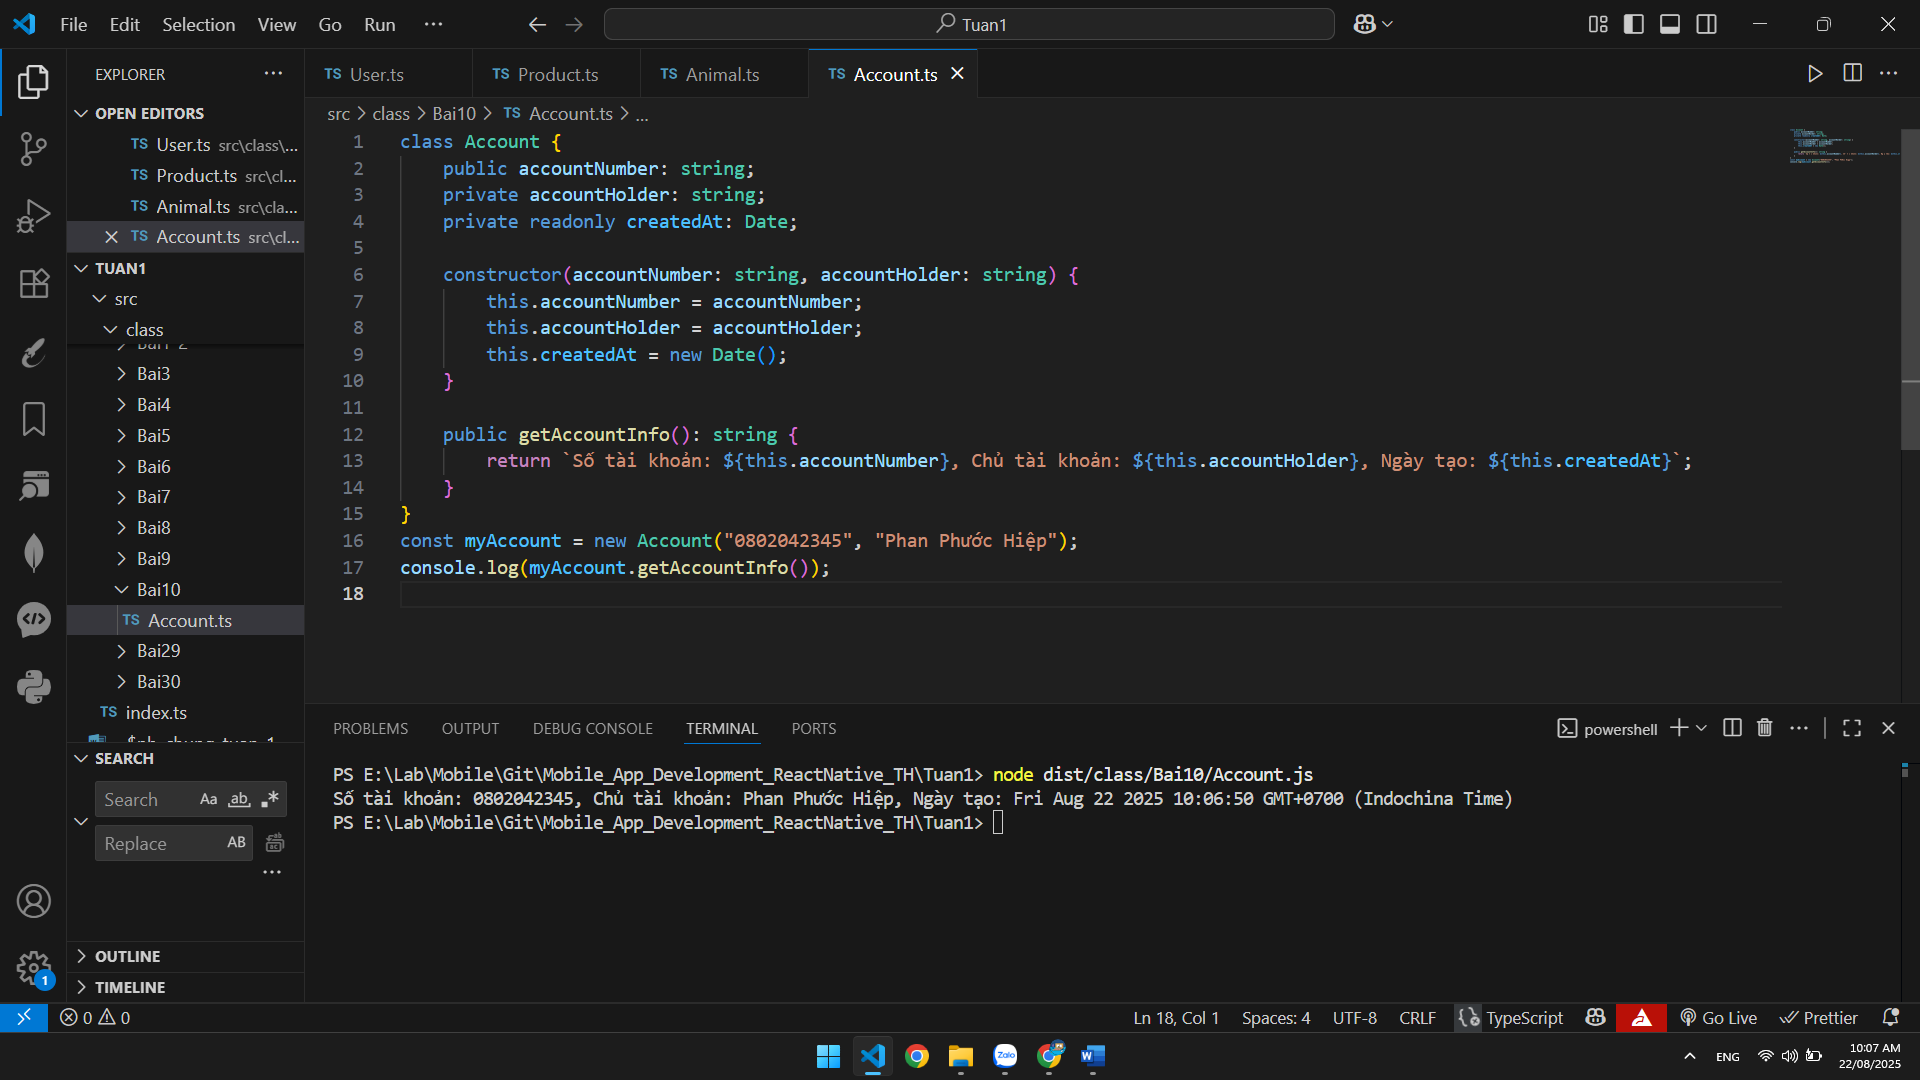 File Edit Selection View Go Run ···
Tuan1
EXPLORER
OPEN EDITORS
TS User.ts src\class\...
TS Product.ts src\cl...
TS Animal.ts src\cla...
TS Account.ts src\cl...
TUAN1
src
class
Bai3
Bai4
Bai5
Bai6
Bai7
Bai8
Bai9
Bai10
TS Account.ts
Bai29
Bai30
TS index.ts
SEARCH
Search Aa ab
Replace AB
OUTLINE
TIMELINE
TS User.ts TS Product.ts TS Animal.ts TS Account.ts
src > class > Bai10 > TS Account.ts > ...
1 class Account {
2 public accountNumber: string;
3 private accountHolder: string;
4 private readonly createdAt: Date;
5
6 constructor(accountNumber: string, accountHolder: string) {
7 this.accountNumber = accountNumber;
8 this.accountHolder = accountHolder;
9 this.createdAt = new Date();
10 }
11
12 public getAccountInfo(): string {
13 return `Số tài khoản: ${this.accountNumber}, Chủ tài khoản: ${this.accountHolder}, Ngày tạo: ${this.createdAt}`;
14 }
15 }
16 const myAccount = new Account("0802042345", "Phan Phước Hiệp");
17 console.log(myAccount.getAccountInfo());
18
PROBLEMS OUTPUT DEBUG CONSOLE TERMINAL PORTS
powershell
PS E:\Lab\Mobile\Git\Mobile_App_Development_ReactNative_TH\Tuan1> node dist/class/Bai10/Account.js
Số tài khoản: 0802042345, Chủ tài khoản: Phan Phước Hiệp, Ngày tạo: Fri Aug 22 2025 10:06:50 GMT+0700 (Indochina Time)
PS E:\Lab\Mobile\Git\Mobile_App_Development_ReactNative_TH\Tuan1>
1
0 0
Ln 18, Col 1 Spaces: 4 UTF-8 CRLF TypeScript Go Live Prettier
Zalo
W
ENG
10:07 AM
22/08/2025